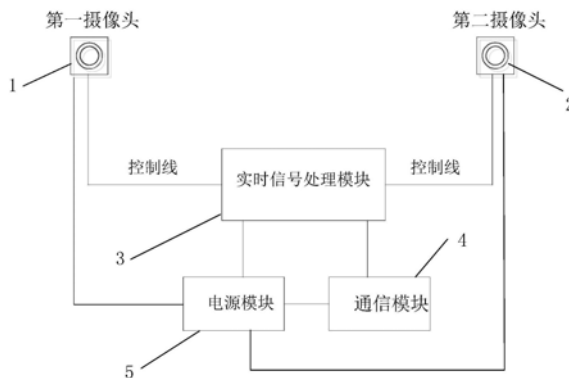 第一摄像头
第二摄像头
1
2
控制线
实时信号处理模块
控制线
3
4
电源模块
通信模块
5